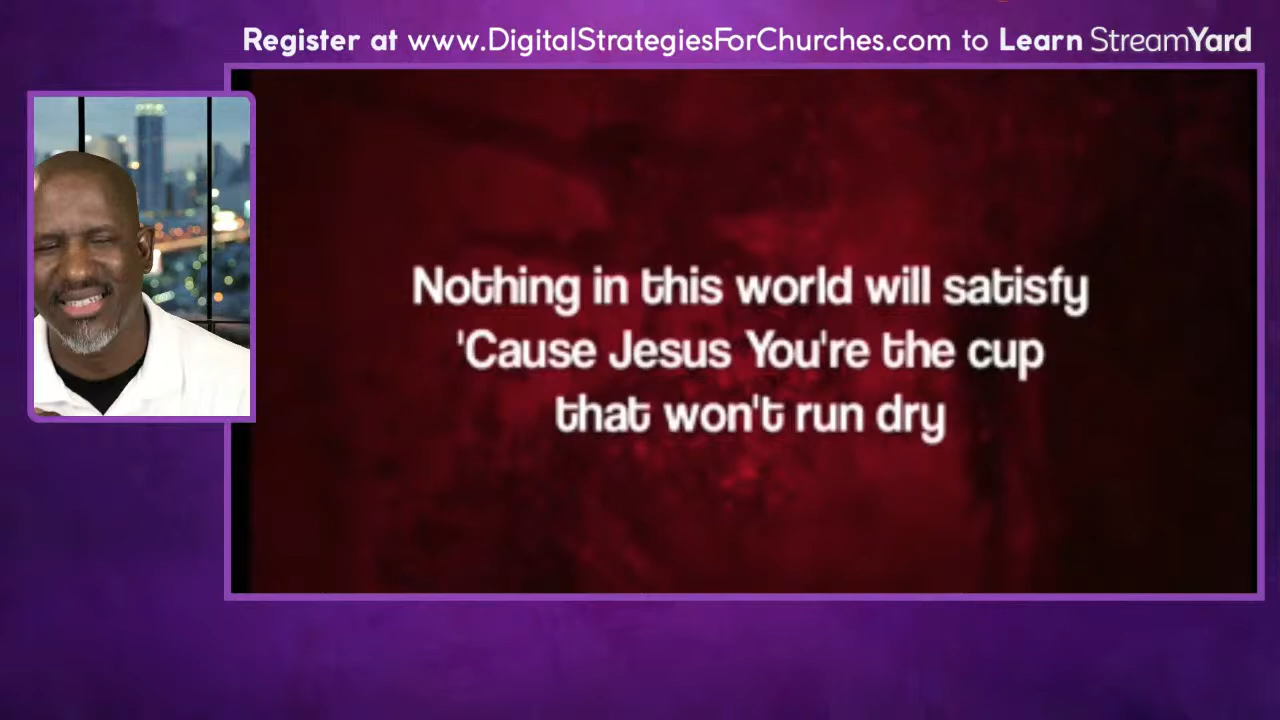 Register at www.DigitalStrategiesForChurches.com to Learn StreamYard
Nothing in this world will satisfy
'Cause Jesus You're the cup
that won't run dry